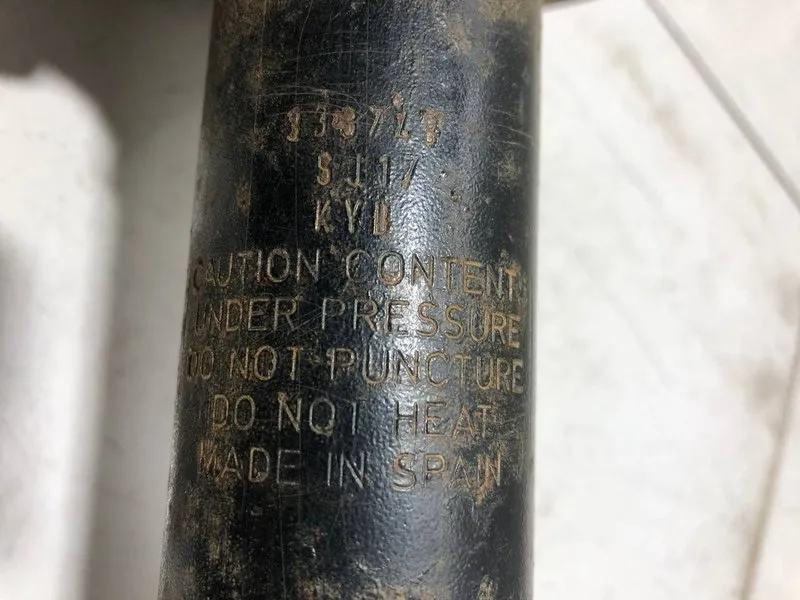 SJ17
KYB
CAUTION CONTENTS
UNDER PRESSURE
DO NOT PUNCTURE
DO NOT HEAT
MADE IN SPAIN